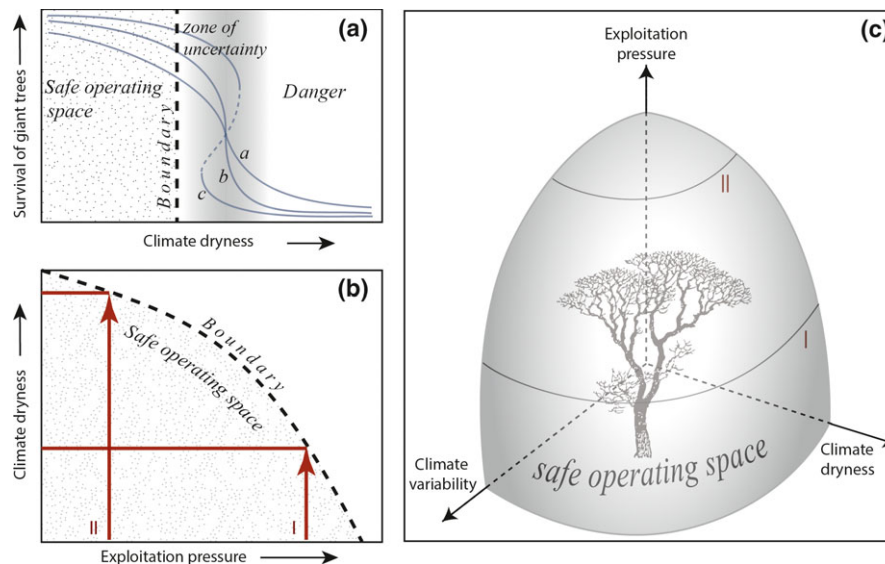 (a)
zone of
uncertainty
Safe operating
space
Danger
Boundary
a
b
c
Survival of giant trees
Climate dryness
(b)
Boundary
Safe operating
space
II
I
Climate dryness
Exploitation pressure
(c)
Exploitation
pressure
II
I
Climate
variability
Climate
dryness
safe operating space